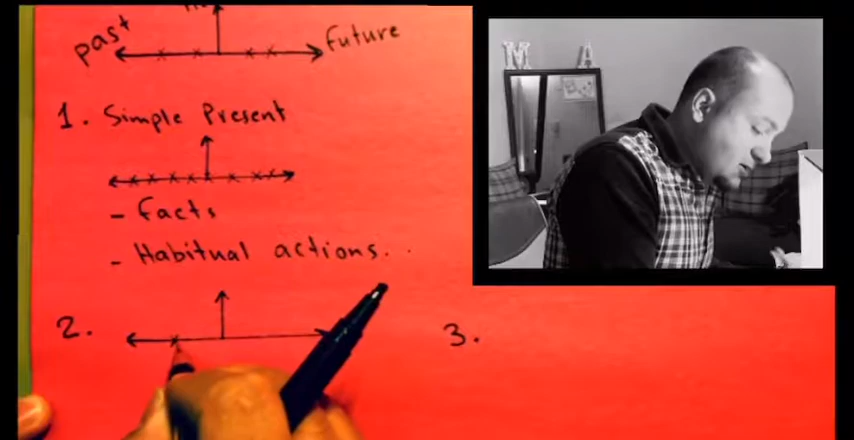 past
future
1. Simple Present
- facts
- Habitual actions..
2.
3.
M A